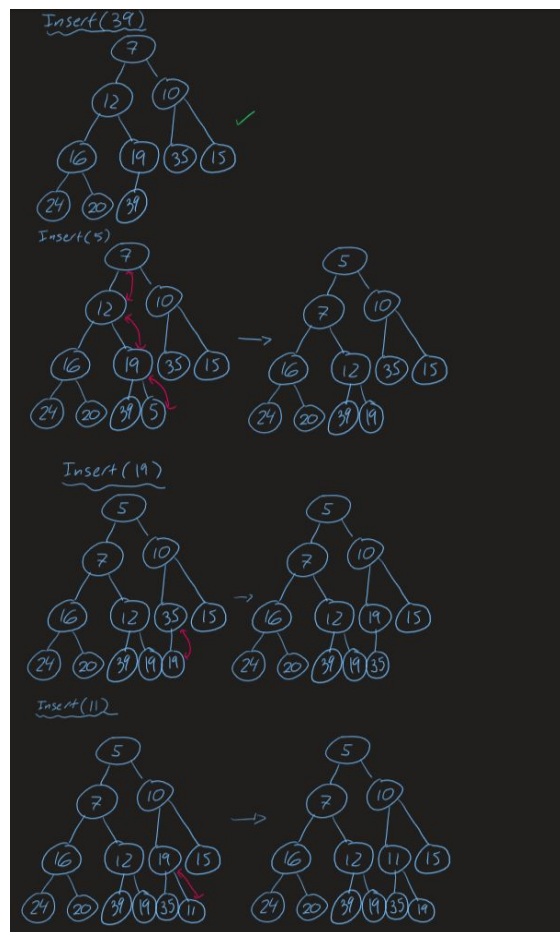 Insert(39)
7
12 10
16 19 35 15
24 20 39
Insert(5)
7 5
12 10 7 10
16 19 35 15 16 12 35 15
24 20 39 5 24 20 39 19
Insert(19)
5 5
7 10 7 10
16 12 35 15 16 12 19 15
24 20 39 19 19 24 20 39 19 35
Insert(11)
5 5
7 10 7 10
16 12 19 15 16 12 11 15
24 20 39 19 35 11 24 20 39 19 35 19